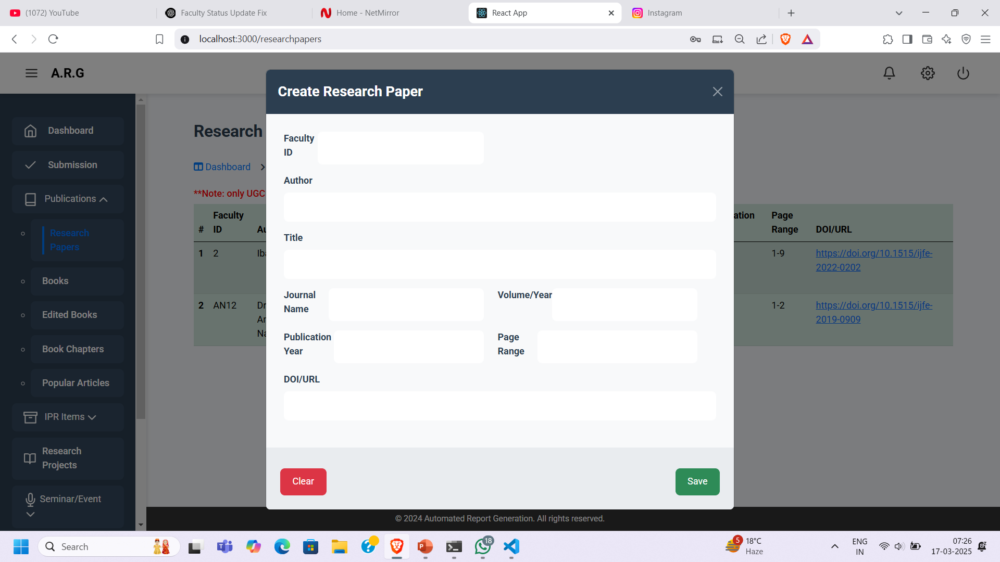 (1072) YouTube
Faculty Status Update Fix
Home - NetMirror
React App
Instagram
localhost:3000/researchpapers
A.R.G
Dashboard
Submission
Publications
Research
Papers
Books
Edited Books
Book Chapters
Popular Articles
IPR Items
Research
Projects
Seminar/Event
Research
Dashboard
**Note: only UGC
# Faculty ID Au ation Page Range DOI/URL
1 2 Iba 1-9 https://doi.org/10.1515/ijfe-
2022-0202
2 AN12 Dr 1-2 https://doi.org/10.1515/ijfe-
Ar 2019-0909
Na
Create Research Paper
Faculty
ID
Author
Title
Journal
Name
Volume/Year
Publication
Year
Page
Range
DOI/URL
Clear
Save
© 2024 Automated Report Generation. All rights reserved.
Search
18
5
18°C
Haze
ENG
IN
07:26
17-03-2025